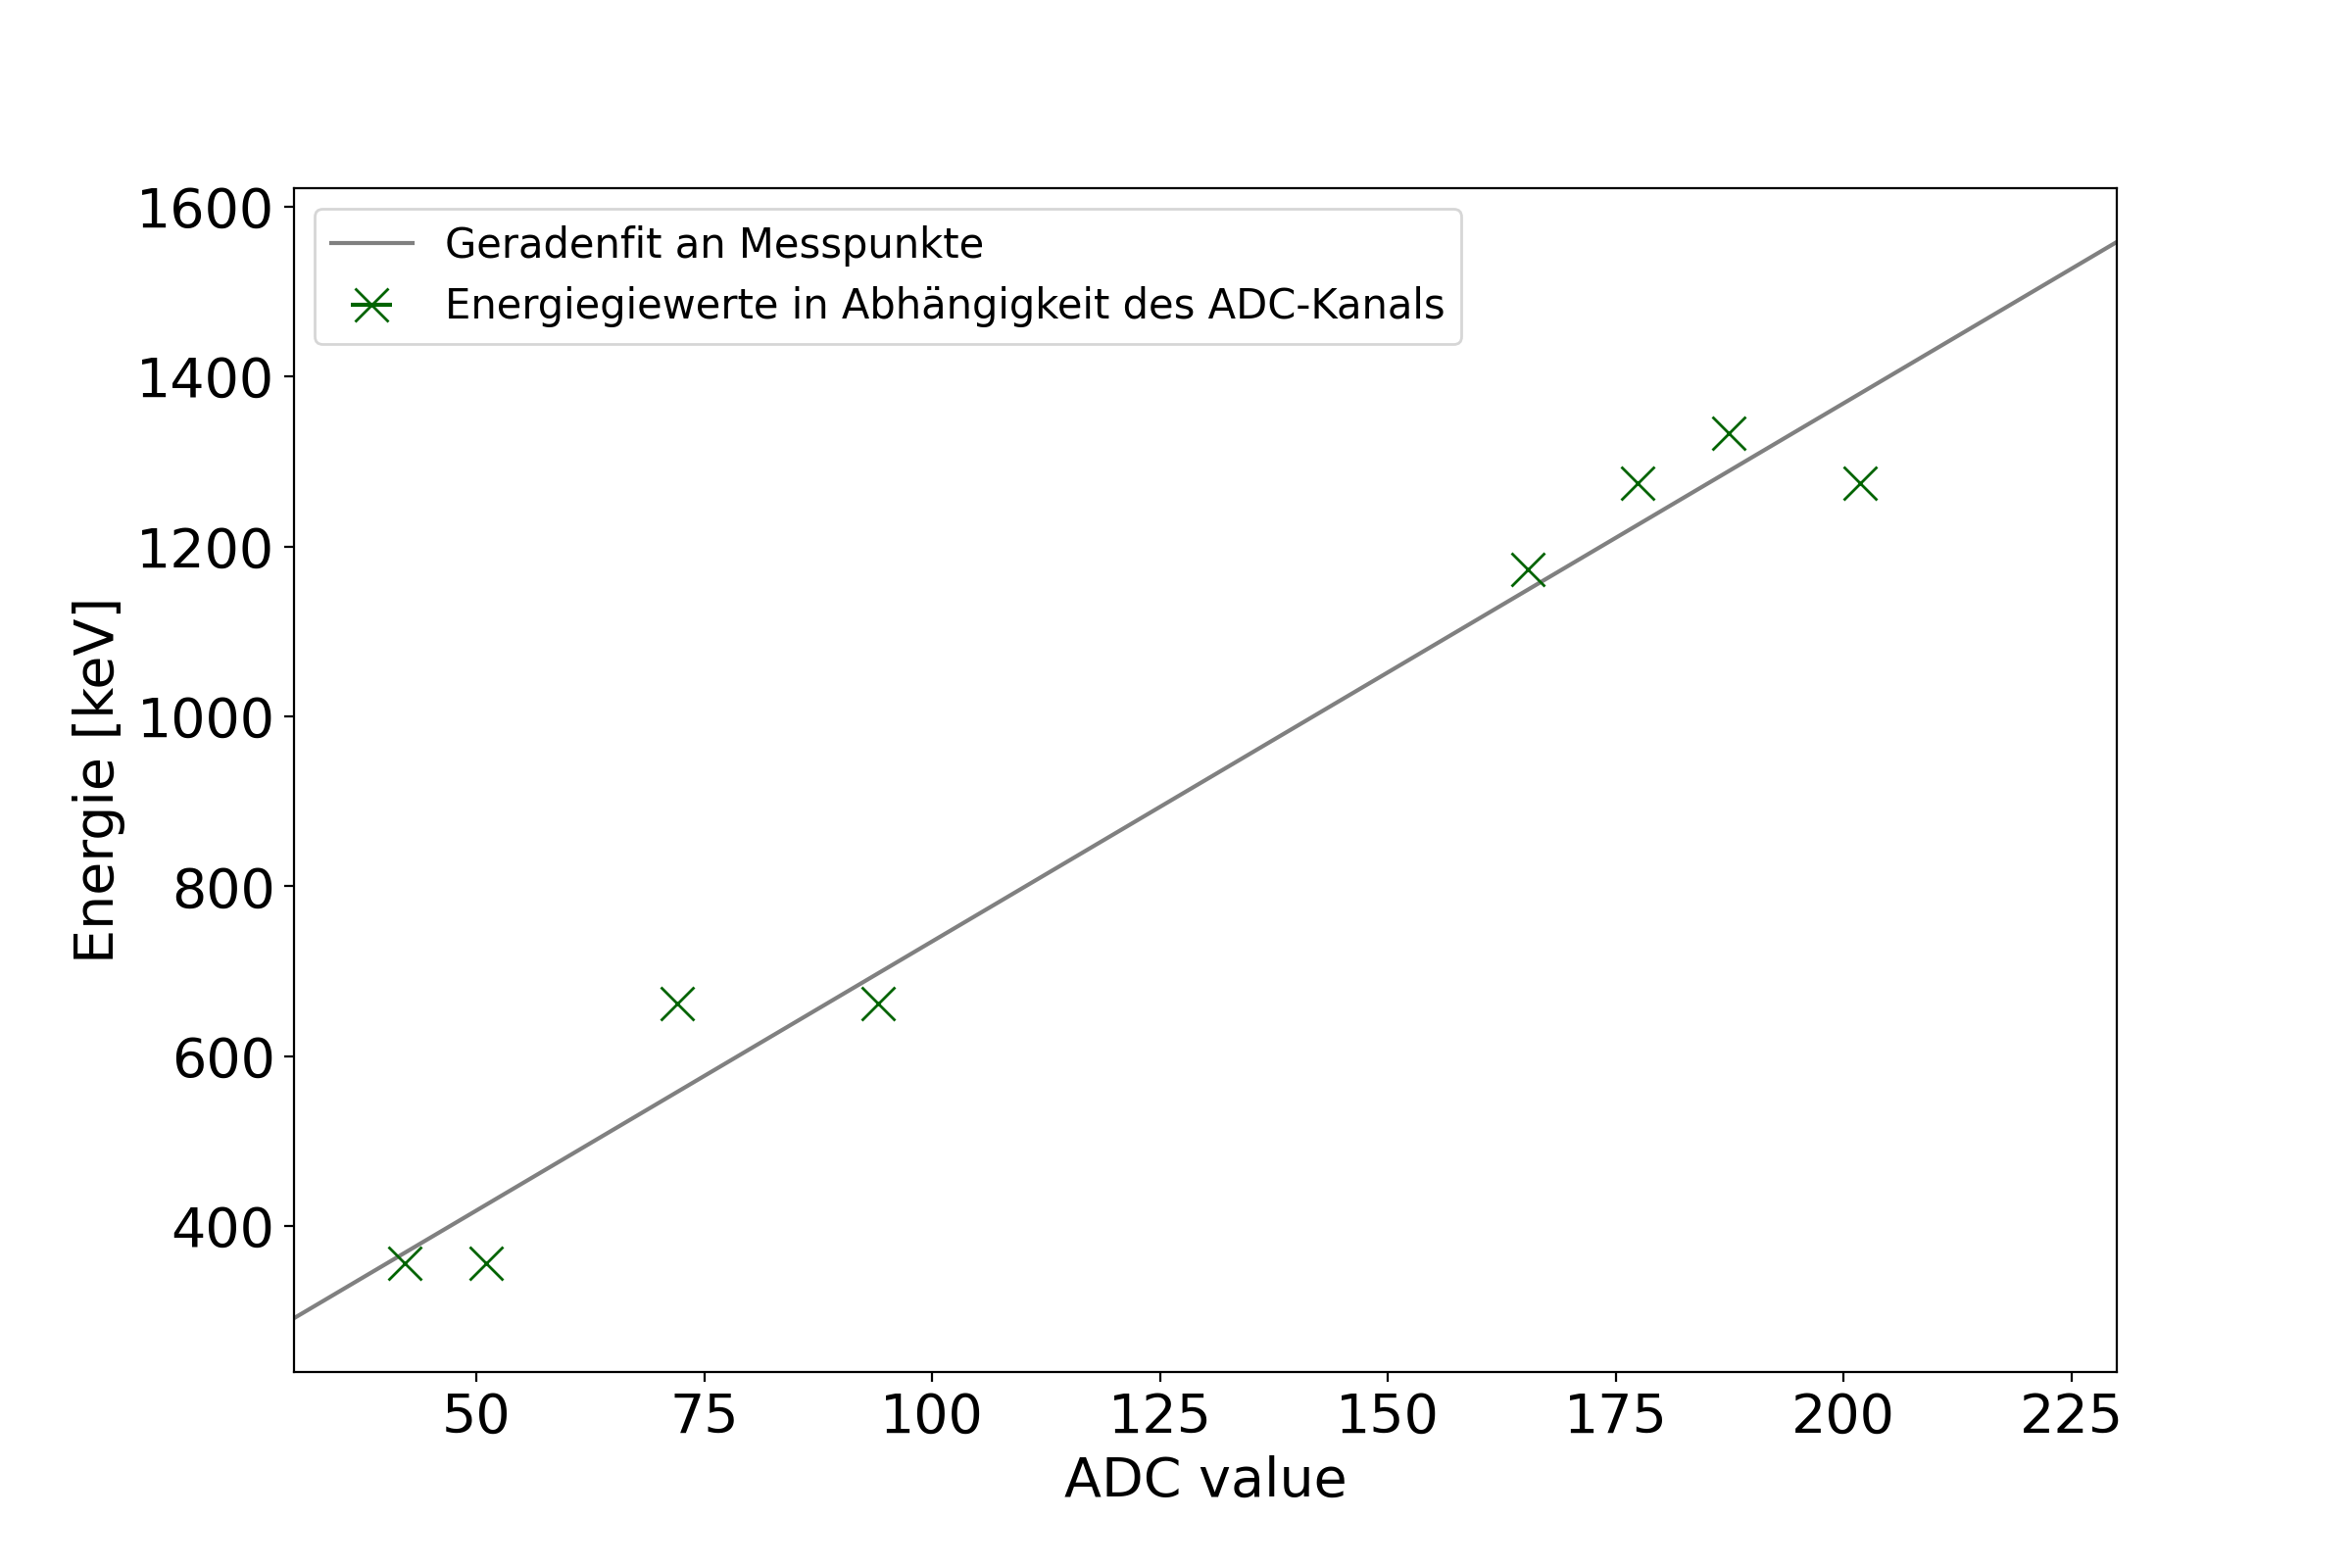 Geradenfit an Messpunkte
Energiegiewerte in Abhängigkeit des ADC-Kanals
1600
1400
1200
1000
800
600
400
Energie [keV]
50 75 100 125 150 175 200 225
ADC value